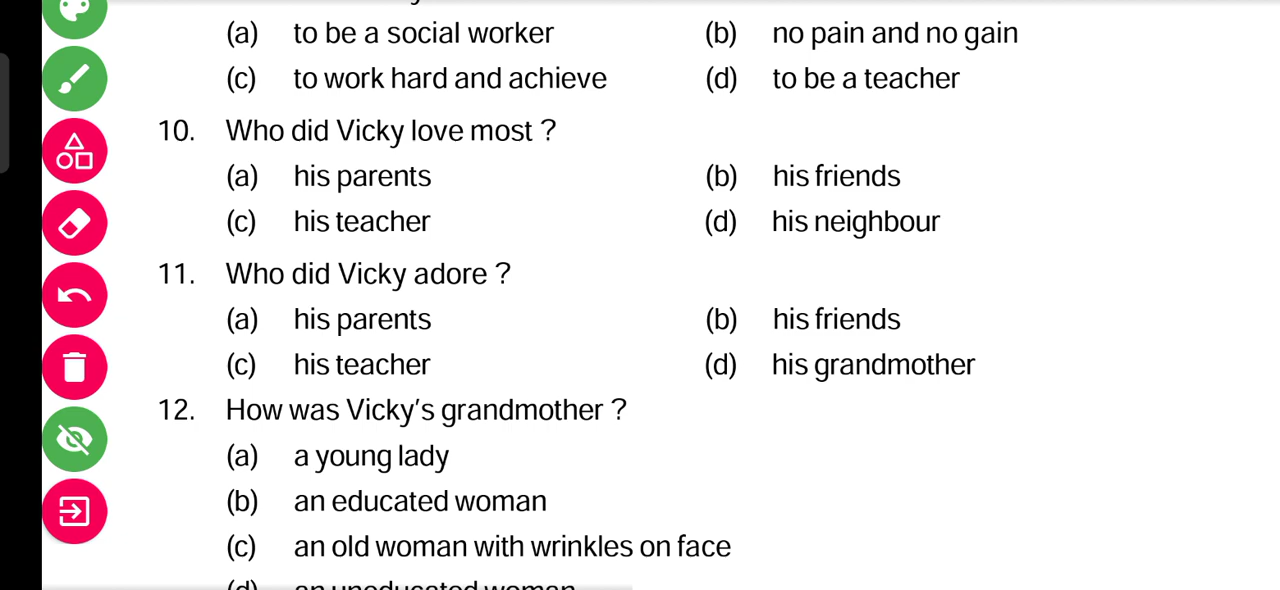 (a) to be a social worker (b) no pain and no gain
(c) to work hard and achieve (d) to be a teacher
10. Who did Vicky love most ?
(a) his parents (b) his friends
(c) his teacher (d) his neighbour
11. Who did Vicky adore ?
(a) his parents (b) his friends
(c) his teacher (d) his grandmother
12. How was Vicky's grandmother ?
(a) a young lady
(b) an educated woman
(c) an old woman with wrinkles on face
(d) an uneducated woman